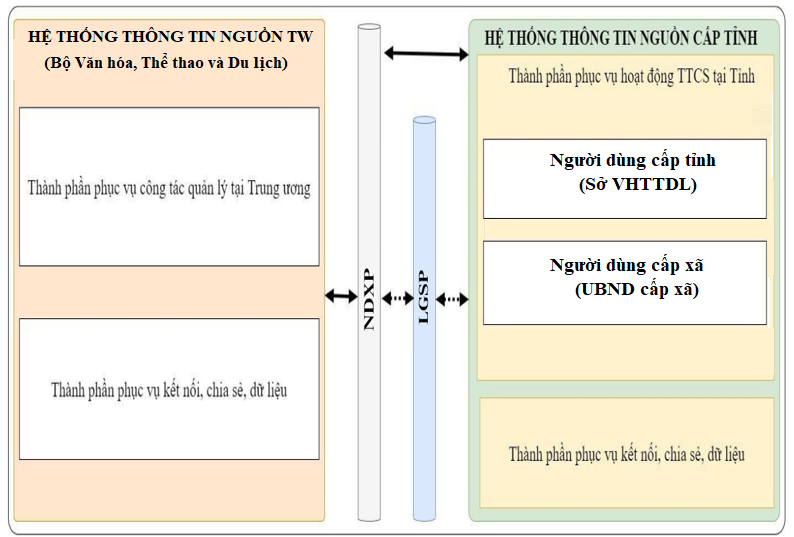 HỆ THỐNG THÔNG TIN NGUỒN TW
(Bộ Văn hóa, Thể thao và Du lịch)
Thành phần phục vụ công tác quản lý tại Trung ương
Thành phần phục vụ kết nối, chia sẻ, dữ liệu
NDXP
LGSP
HỆ THỐNG THÔNG TIN NGUỒN CẤP TỈNH
Thành phần phục vụ hoạt động TTCS tại Tỉnh
Người dùng cấp tỉnh
(Sở VHTTDL)
Người dùng cấp xã
(UBND cấp xã)
Thành phần phục vụ kết nối, chia sẻ, dữ liệu